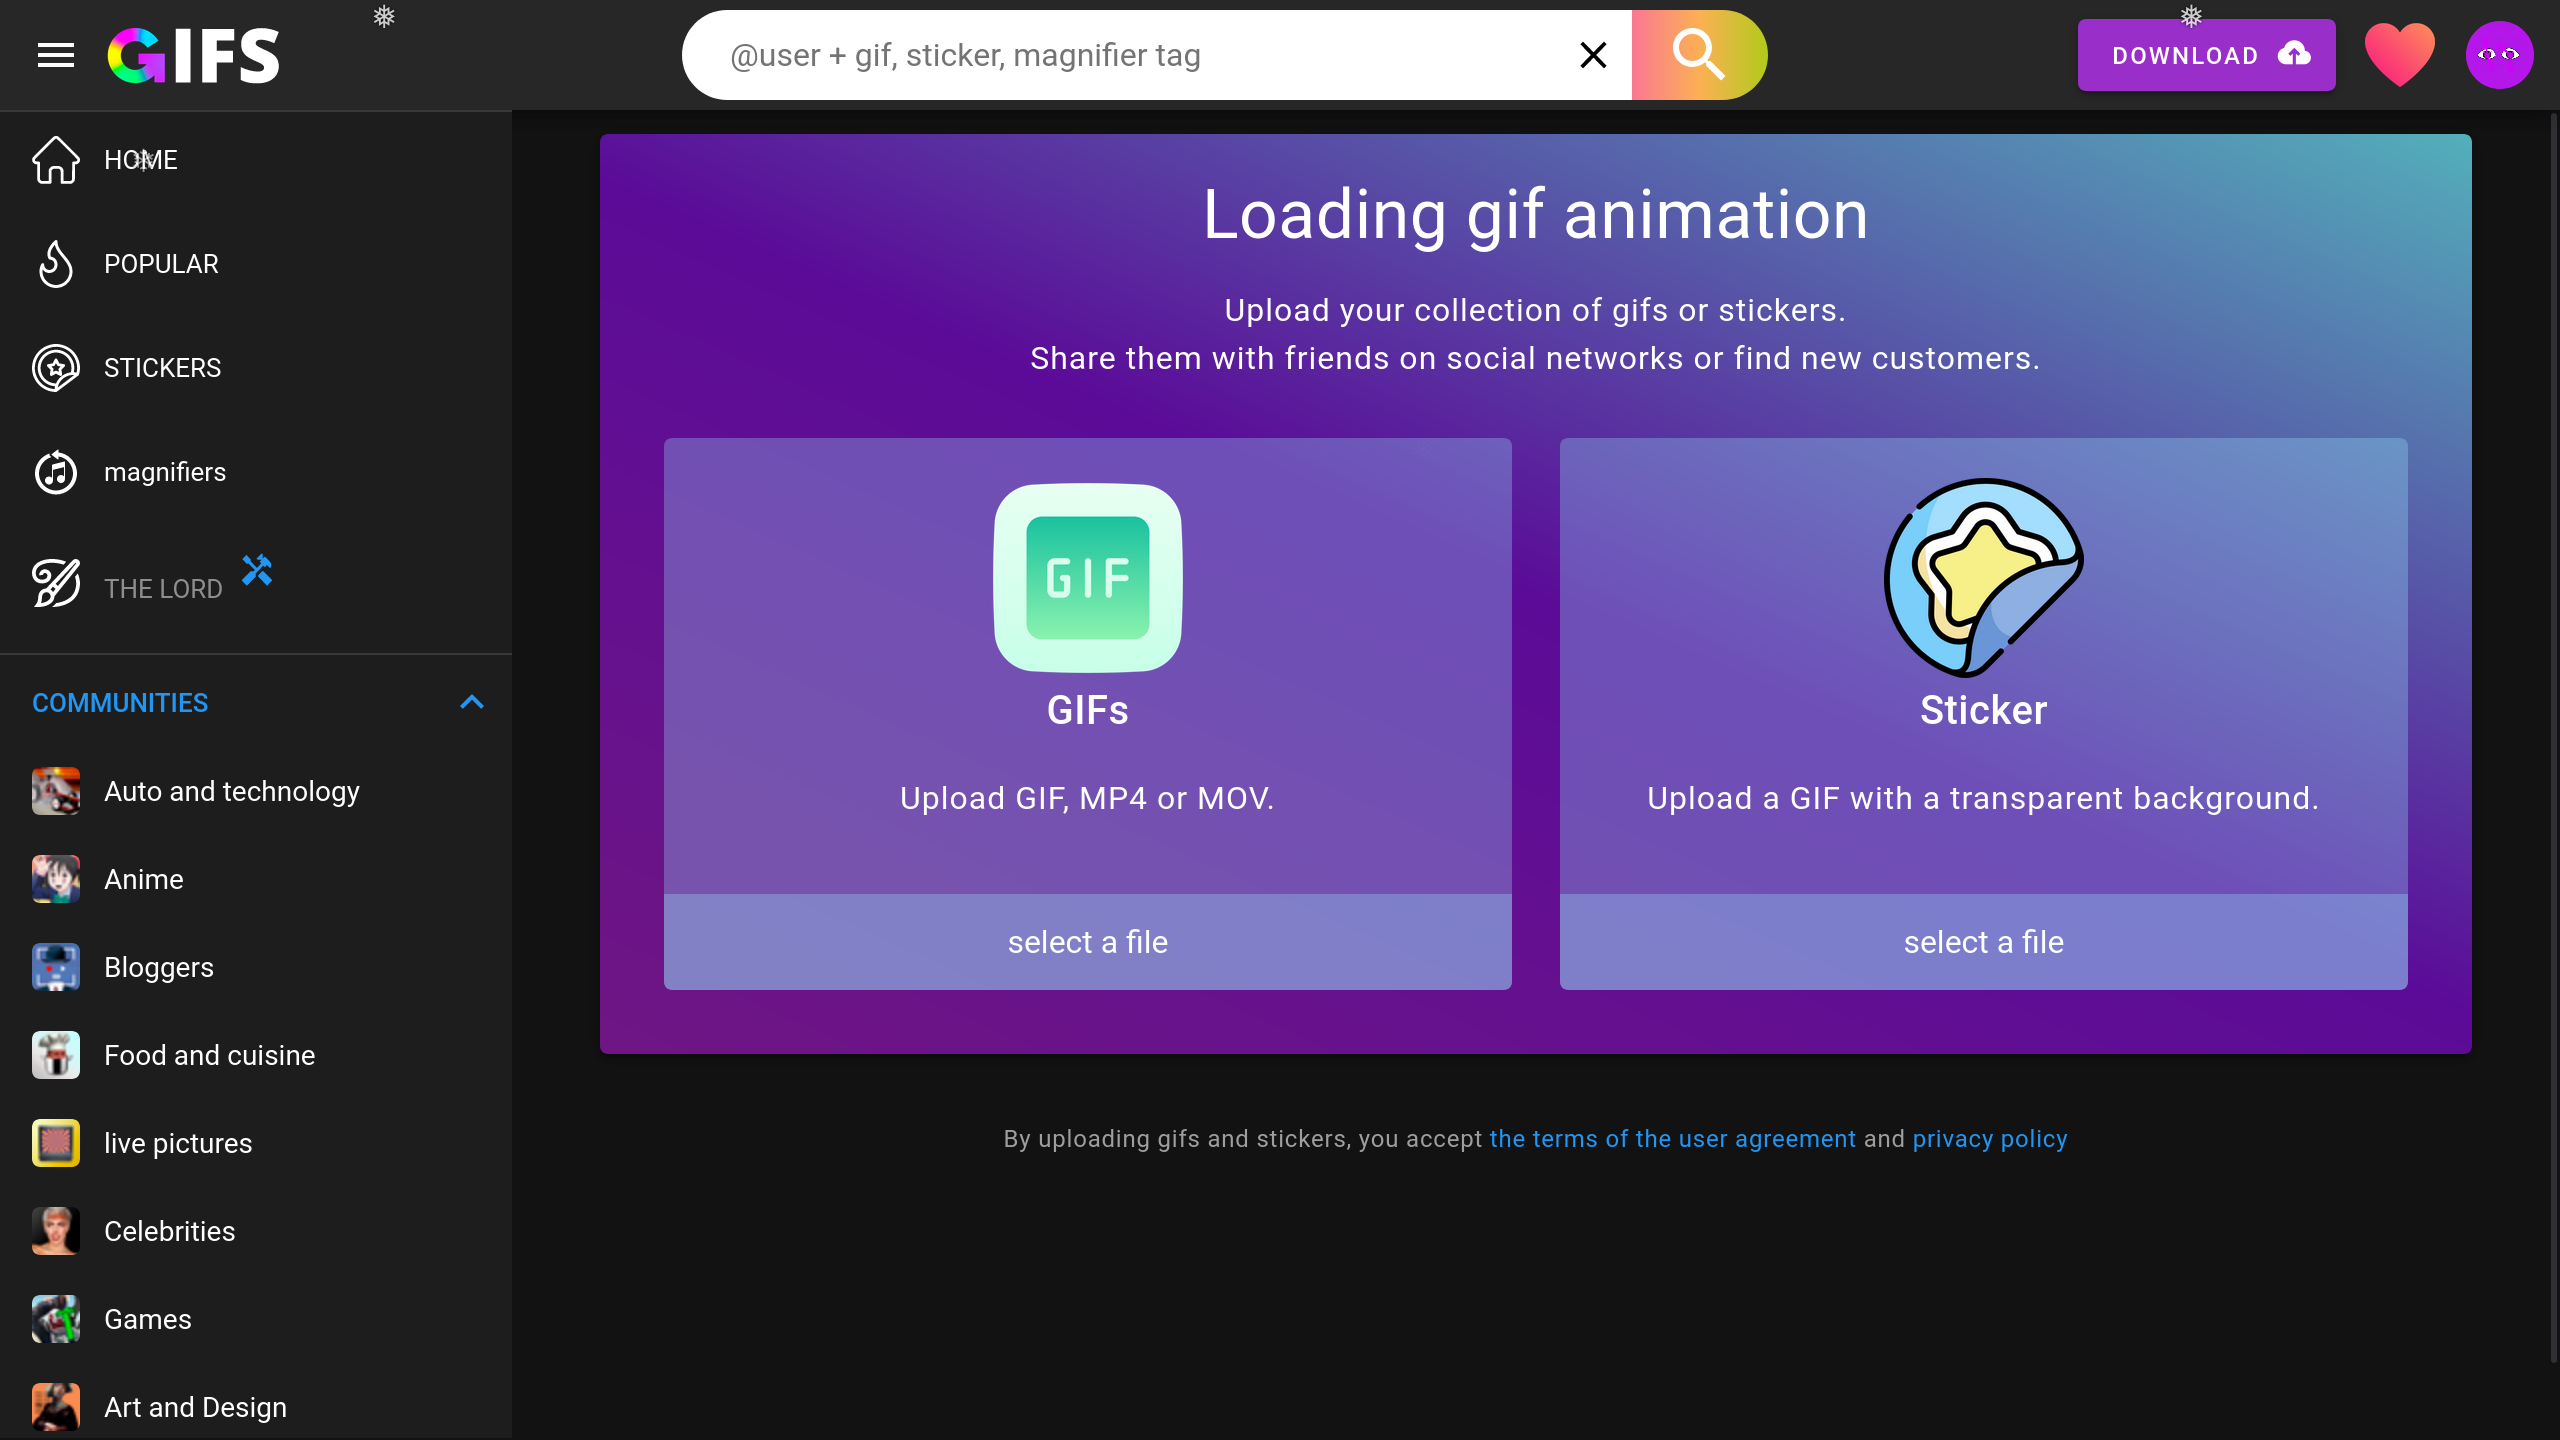 GIFS
@user + gif, sticker, magnifier tag
DOWNLOAD
HOME
POPULAR
STICKERS
magnifiers
THE LORD
COMMUNITIES
Auto and technology
Anime
Bloggers
Food and cuisine
live pictures
Celebrities
Games
Art and Design
Loading gif animation
Upload your collection of gifs or stickers.
Share them with friends on social networks or find new customers.
GIF
GIFs
Upload GIF, MP4 or MOV.
select a file
Sticker
Upload a GIF with a transparent background.
select a file
By uploading gifs and stickers, you accept the terms of the user agreement and privacy policy